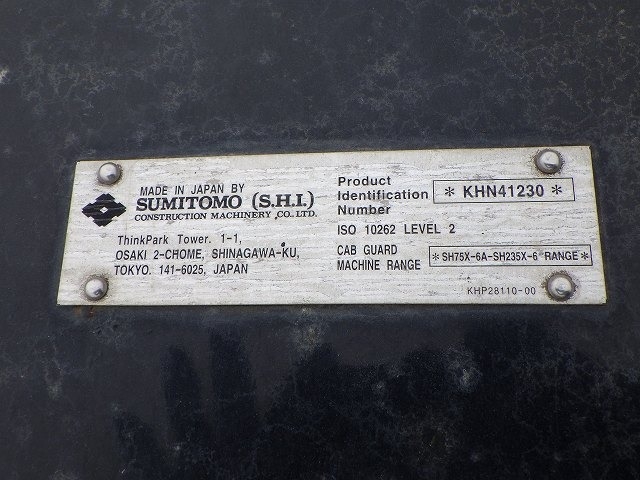 MADE IN JAPAN BY
SUMITOMO (S.H.I.)
CONSTRUCTION MACHINERY CO., LTD.
ThinkPark Tower. 1-1,
OSAKI 2-CHOME, SHINAGAWA-KU,
TOKYO. 141-6025, JAPAN
Product
Identification
Number
* KHN41230 *
ISO 10262 LEVEL 2
CAB GUARD
MACHINE RANGE
*SH75X-6A-SH235X-6 RANGE*
KHP28110-00